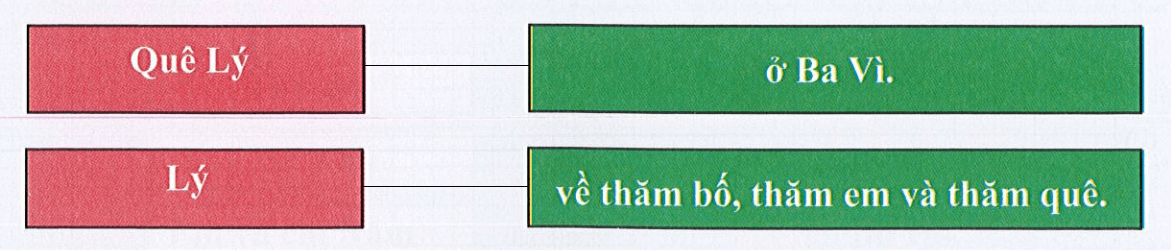 Quê Lý
ở Ba Vì.
Lý
về thăm bố, thăm em và thăm quê.